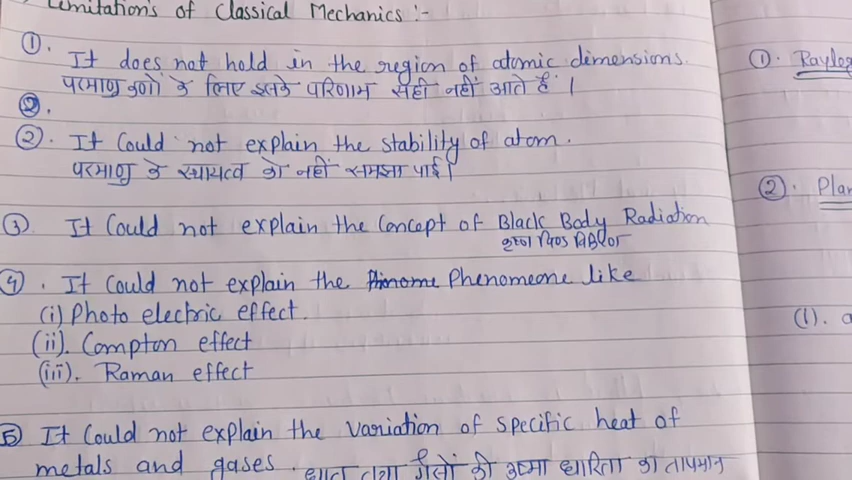 Limitations of Classical Mechanics :-
①. It does not hold in the region of atomic dimensions.
परमाणु कणों के लिए इसके परिणाम सही नहीं आते हैं ।
②.
②. It Could not explain the stability of atom.
परमाणु के स्थायित्व को नहीं समझा पाई।
③ It Could not explain the Concept of Black Body Radiation
कृष्ण पिण्ड विकिरण
④. It Could not explain the Phenomeone like
(i) Photo electric effect.
(ii). Compton effect
(iii). Raman effect
⑤ It Could not explain the variation of specific heat of
metals and gases. धातु तथा गैसों की उष्मा धारिता का तापमान
①.
②.
(1).